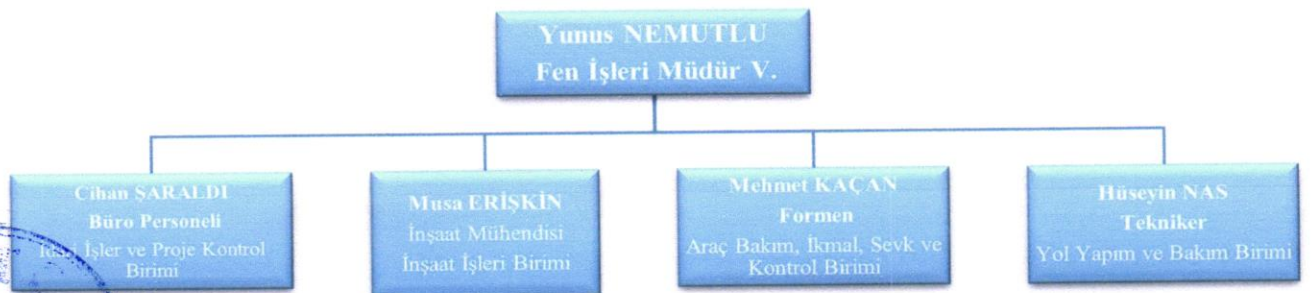 Yunus NEMUTLU
Fen İşleri Müdür V.
Cihan ŞARALDI
Büro Personeli
İdari İşler ve Proje Kontrol
Birimi
Musa ERİŞKİN
İnşaat Mühendisi
İnşaat İşleri Birimi
Mehmet KAÇAN
Formen
Araç Bakım, İkmal, Sevk ve
Kontrol Birimi
Hüseyin NAS
Tekniker
Yol Yapım ve Bakım Birimi